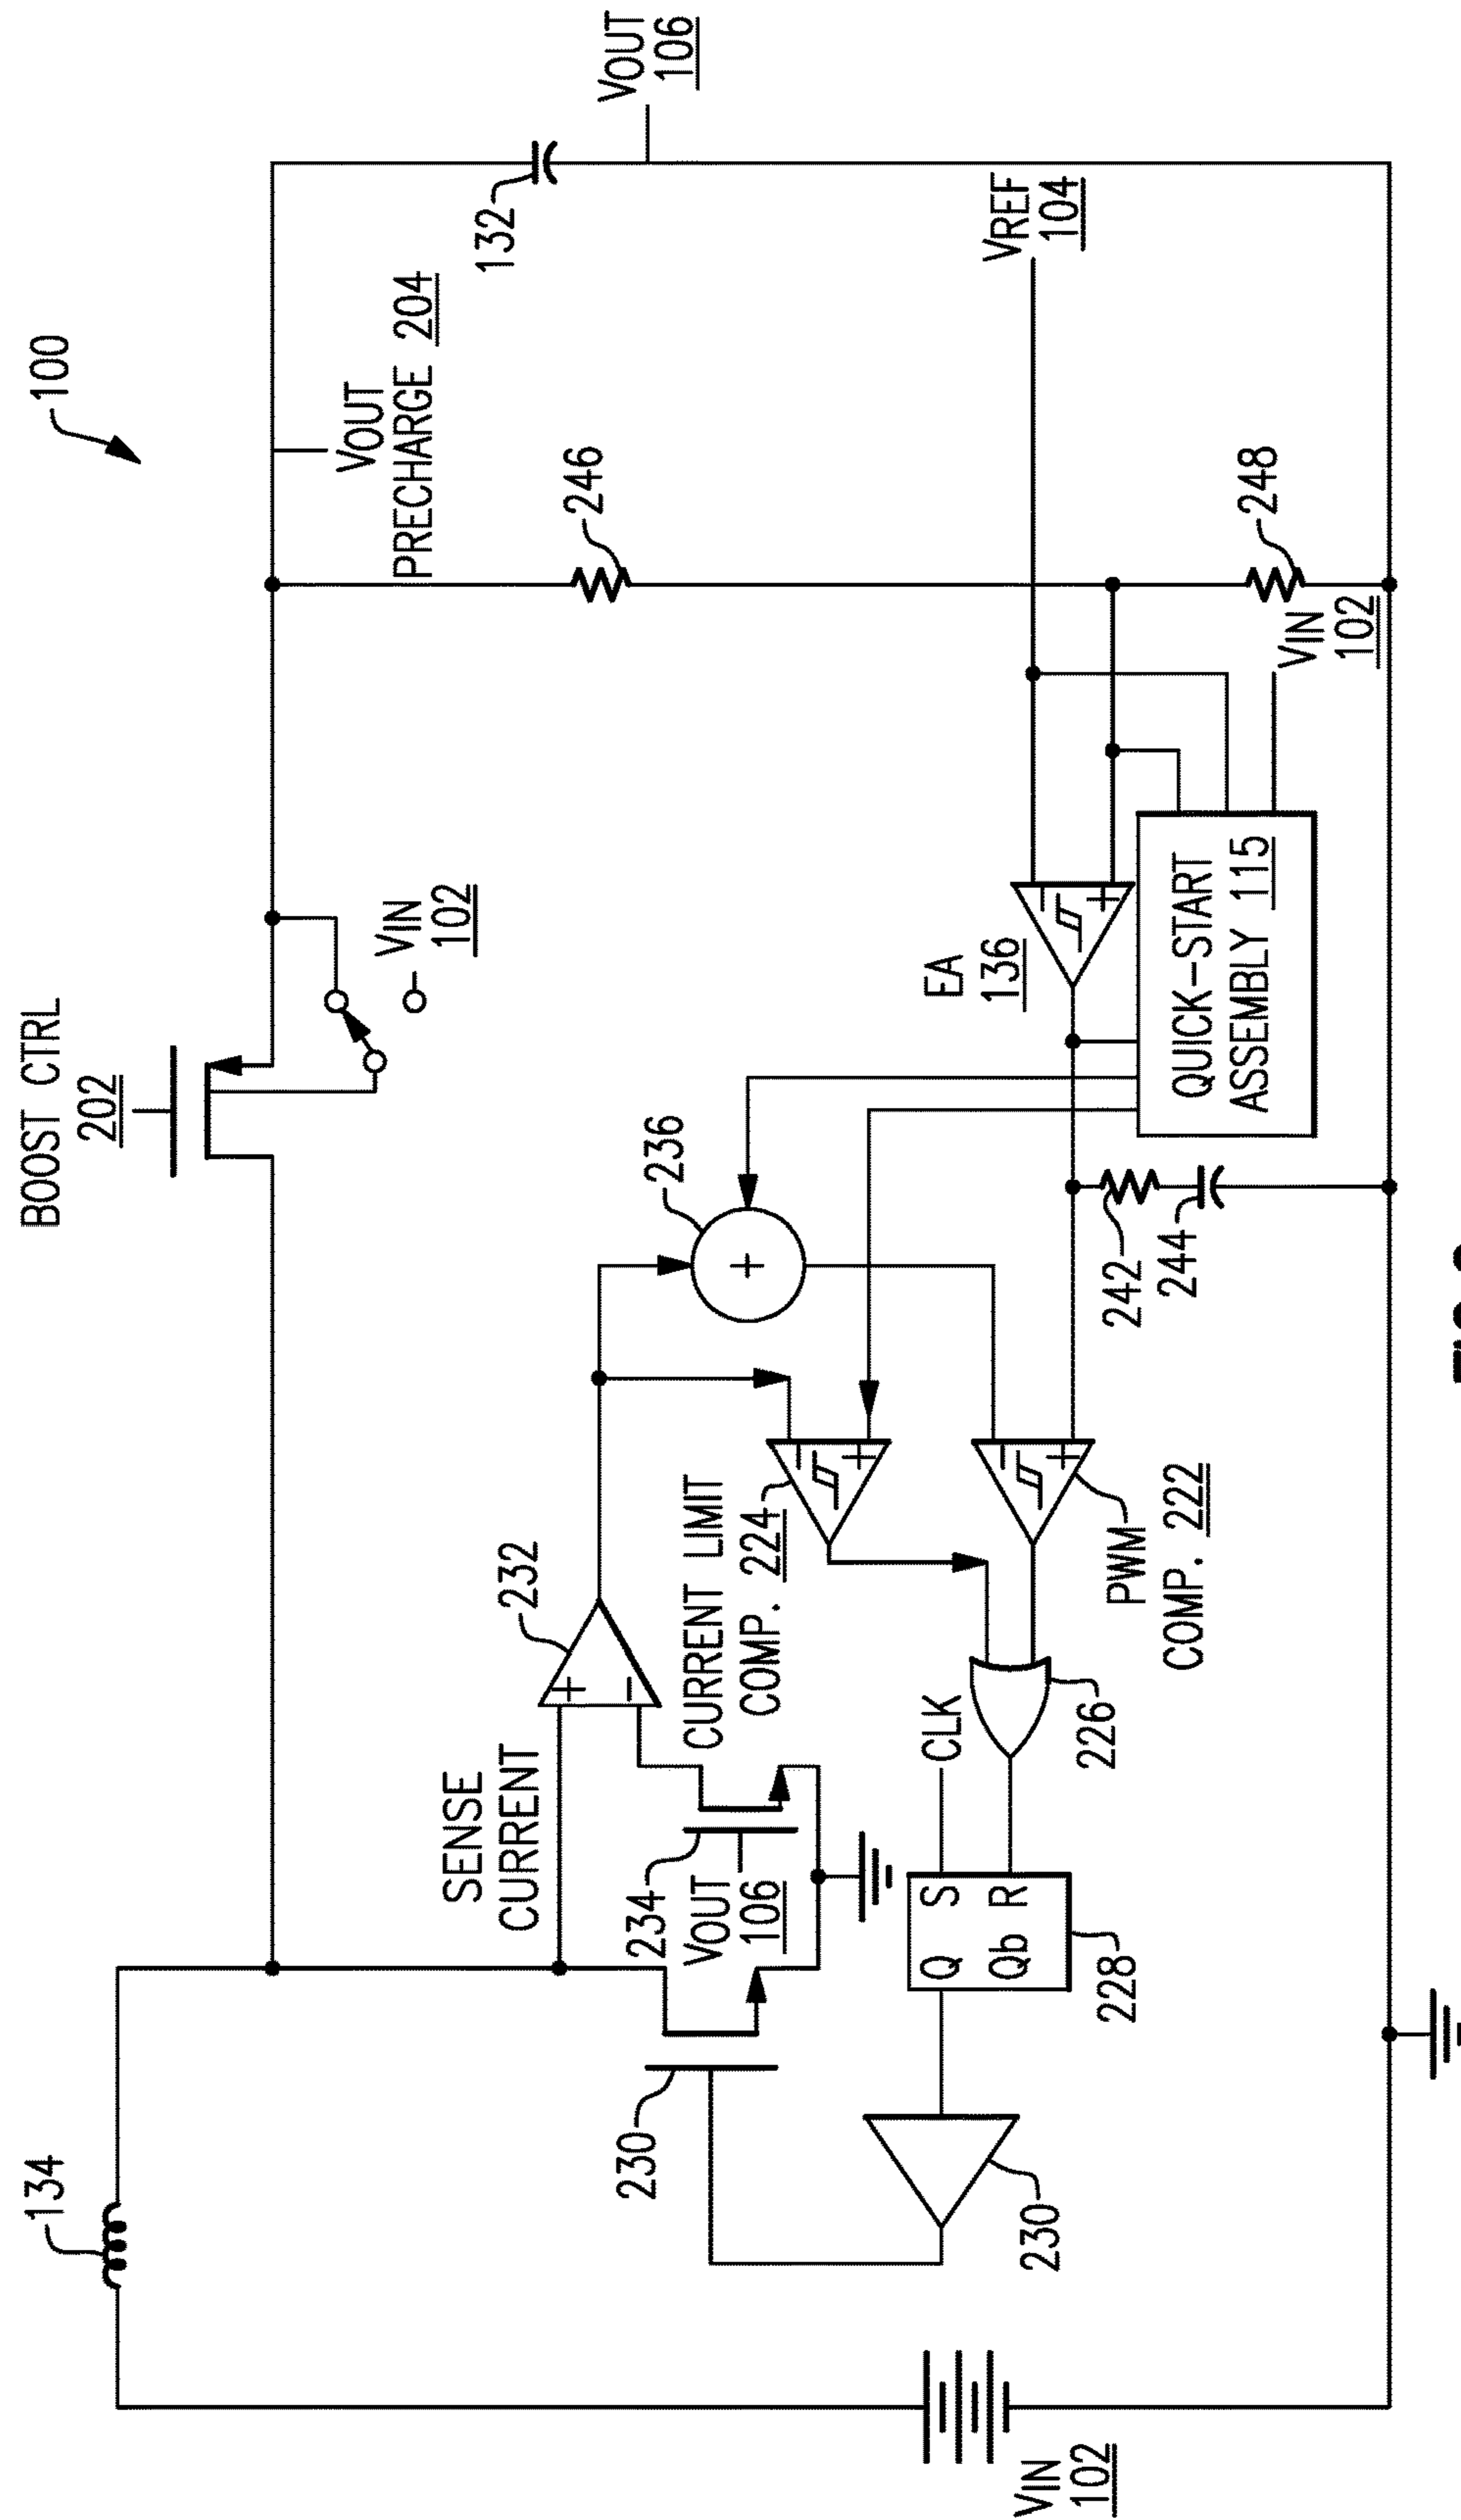 100
134
BOOST CTRL
202
VOUT
PRECHARGE 204
VIN
102
132
246
VOUT
106
SENSE
CURRENT
232
236
234
VOUT
106
230
CURRENT LIMIT
COMP. 224
EA
136
VREF
104
CLK
Q S
Qb R
228
230
226
PWM
COMP. 222
242
244
QUICK-START
ASSEMBLY 115
248
VIN
102
VIN
102